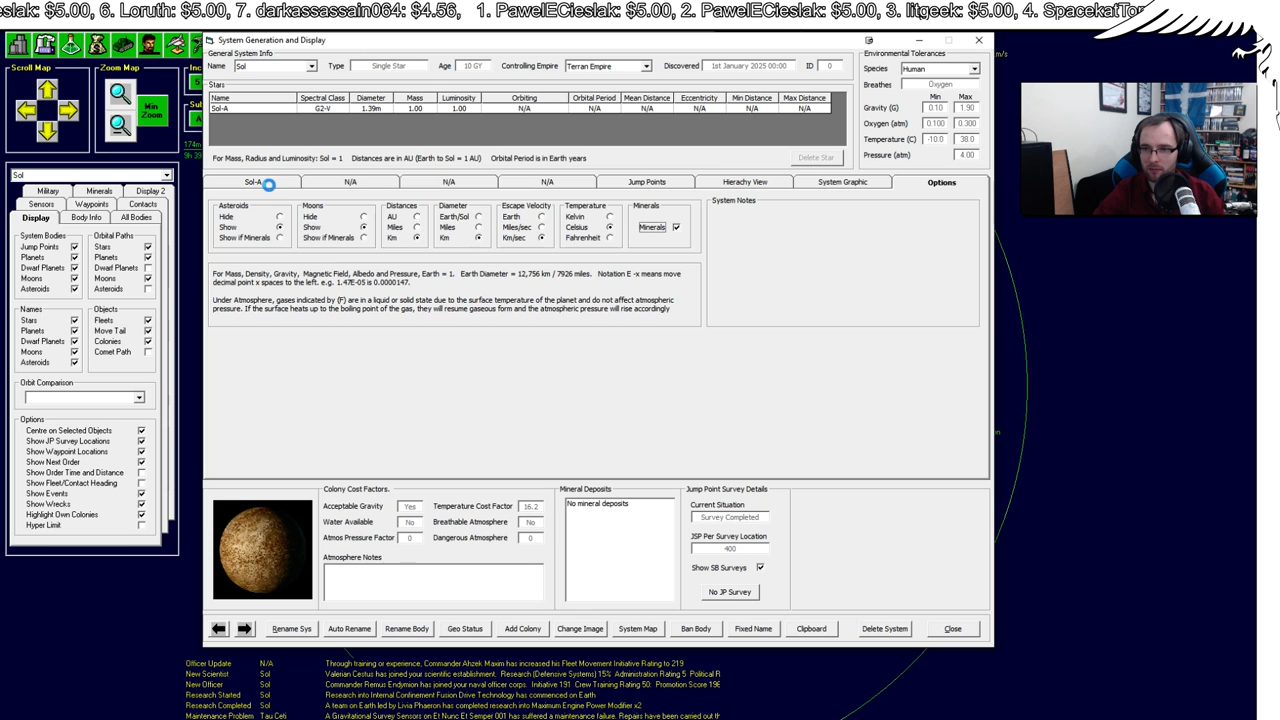 eslak: $5.00, 6. Loruth: $5.00, 7. darkassassain064: $4.56,   1. PawelECieslak: $5.00, 2. PawelECieslak: $5.00, 3. litgeek: $5.00, 4. SpacekatTor
System Generation and Display
General System Info
Name Sol Type Single Star Age 10 GY Controlling Empire Terran Empire Discovered 1st January 2025 00:00 ID 0
Environmental Tolerances
Species Human
Breathes Oxygen
Min Max
Gravity (G) 0.10 1.90
Oxygen (atm) 0.100 0.300
Temperature (C) -10.0 38.0
Pressure (atm) 4.00
Stars
Name Spectral Class Diameter Mass Luminosity Orbiting Orbital Period Mean Distance Eccentricity Min Distance Max Distance
Sol-A G2-V 1.39m 1.00 1.00 N/A N/A N/A N/A N/A N/A
For Mass, Radius and Luminosity: Sol = 1 Distances are in AU (Earth to Sol = 1 AU) Orbital Period is in Earth years
Delete Star
Sol-A N/A N/A N/A Jump Points Hierachy View System Graphic Options
Asteroids
Hide
Show
Show if Minerals
Moons
Hide
Show
Show if Minerals
Distances
AU
Miles
Km
Diameter
Earth/Sol
Miles
Km
Escape Velocity
Earth
Miles/sec
Km/sec
Temperature
Kelvin
Celsius
Fahrenheit
Minerals
Minerals
System Notes
For Mass, Density, Gravity, Magnetic Field, Albedo and Pressure, Earth = 1. Earth Diameter = 12,756 km / 7926 miles. Notation E -x means move
decimal point x spaces to the left. e.g. 1.47E-05 is 0.0000147.
Under Atmosphere, gases indicated by (F) are in a liquid or solid state due to the surface temperature of the planet and do not affect atmospheric
pressure. If the surface heats up to the boiling point of the gas, they will resume gaseous form and the atmospheric pressure will rise accordingly
Colony Cost Factors.
Acceptable Gravity Yes Temperature Cost Factor 16.2
Water Available No Breathable Atmosphere No
Atmos Pressure Factor 0 Dangerous Atmosphere 0
Atmosphere Notes
Mineral Deposits
No mineral deposits
Jump Point Survey Details
Current Situation
Survey Completed
JSP Per Survey Location
400
Show SB Surveys
No JP Survey
Rename Sys Auto Rename Rename Body Geo Status Add Colony Change Image System Map Ban Body Fixed Name Clipboard Delete System Close
Scroll Map
Zoom Map
Min
Zoom
Sol
Military Minerals Display 2
Sensors Waypoints Contacts
Display Body Info All Bodies
System Bodies
Jump Points
Planets
Dwarf Planets
Moons
Asteroids
Orbital Paths
Stars
Planets
Dwarf Planets
Moons
Asteroids
Names
Stars
Planets
Dwarf Planets
Moons
Asteroids
Objects
Fleets
Move Tail
Colonies
Comet Path
Orbit Comparison
Options
Centre on Selected Objects
Show JP Survey Locations
Show Waypoint Locations
Show Next Order
Show Order Time and Distance
Show Fleet/Contact Heading
Show Events
Show Wrecks
Highlight Own Colonies
Hyper Limit
Inc
Sub
174m
9h 39
m/s
Officer Update N/A Through training or experience, Commander Ahzek Maxim has increased his Fleet Movement Initiative Rating to 219
New Scientist Sol Valerian Cestus has joined your scientific establishment. Research (Defensive Systems) 15% Administration Rating 5 Political R
New Officer Sol Commander Remus Endymion has joined your naval officer corps. Initiative 191 Crew Training Rating 50: Promotion Score 196
Research Started Sol Research into Internal Confinement Fusion Drive Technology has commenced on Earth
Research Completed Sol A team on Earth led by Livia Phaeron has completed research into Maximum Engine Power Modifier x2
Maintenance Problem Tau Ceti A Gravitational Survey Sensors on Et Nunc Et Semper 001 has suffered a maintenance failure. Repairs have been carried out th